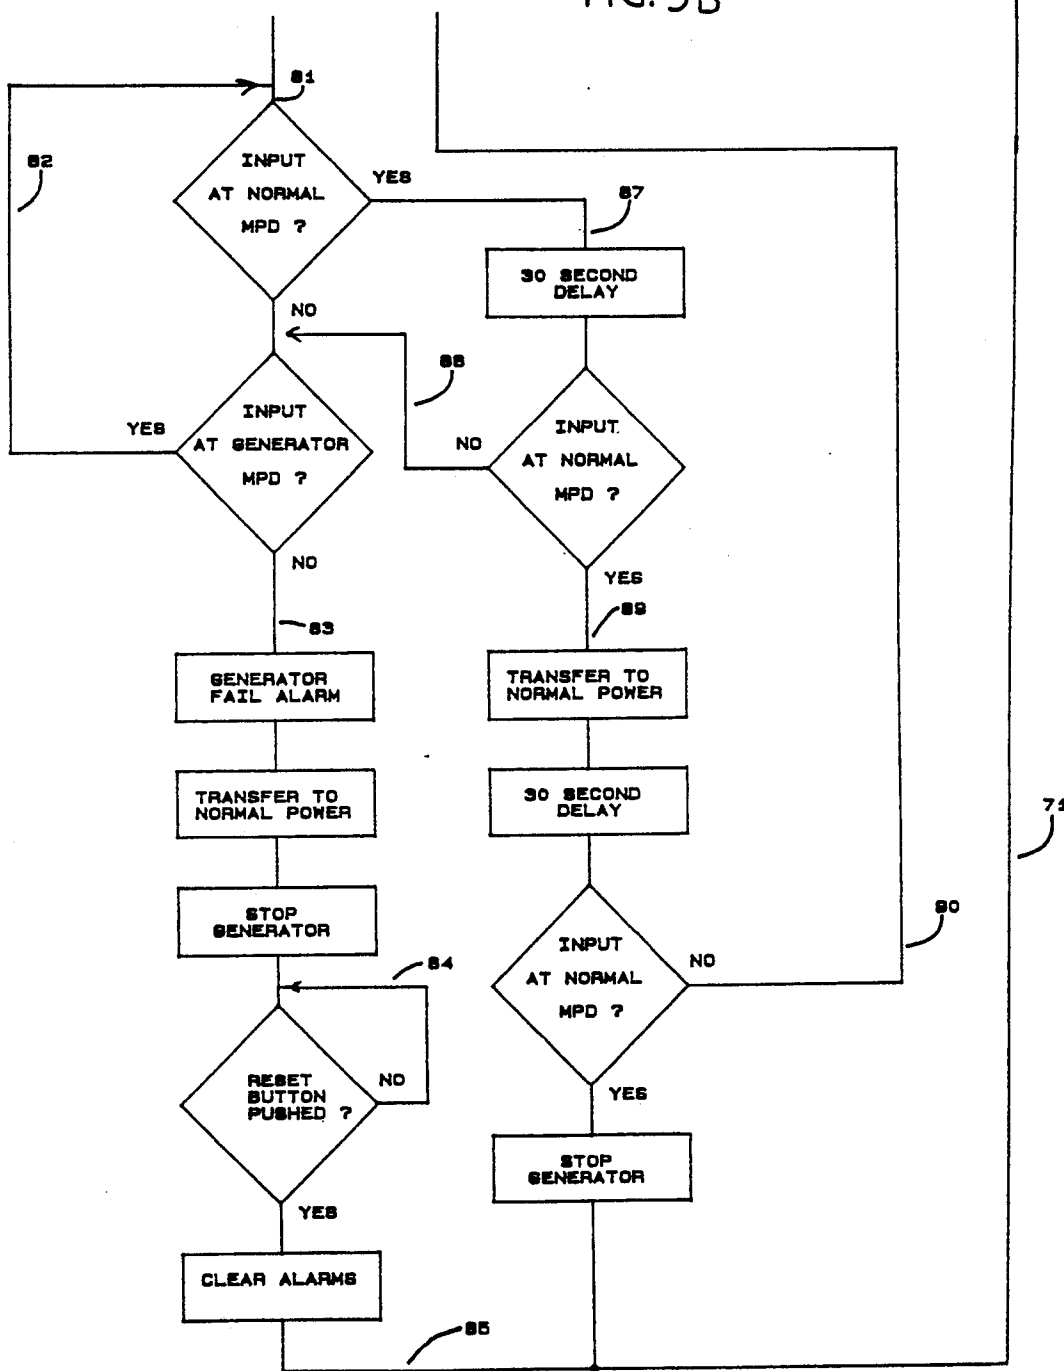 FIG.
81
82
INPUT
AT NORMAL
MPD ?
YES
87
30 SECOND
DELAY
NO
88
INPUT
AT GENERATOR
MPD ?
YES
NO
INPUT
AT NORMAL
MPD ?
NO
YES
83
89
GENERATOR
FAIL ALARM
TRANSFER TO
NORMAL POWER
TRANSFER TO
NORMAL POWER
30 SECOND
DELAY
71
STOP
GENERATOR
84
INPUT
AT NORMAL
MPD ?
NO
90
RESET
BUTTON
PUSHED ?
NO
YES
YES
STOP
GENERATOR
CLEAR ALARMS
85